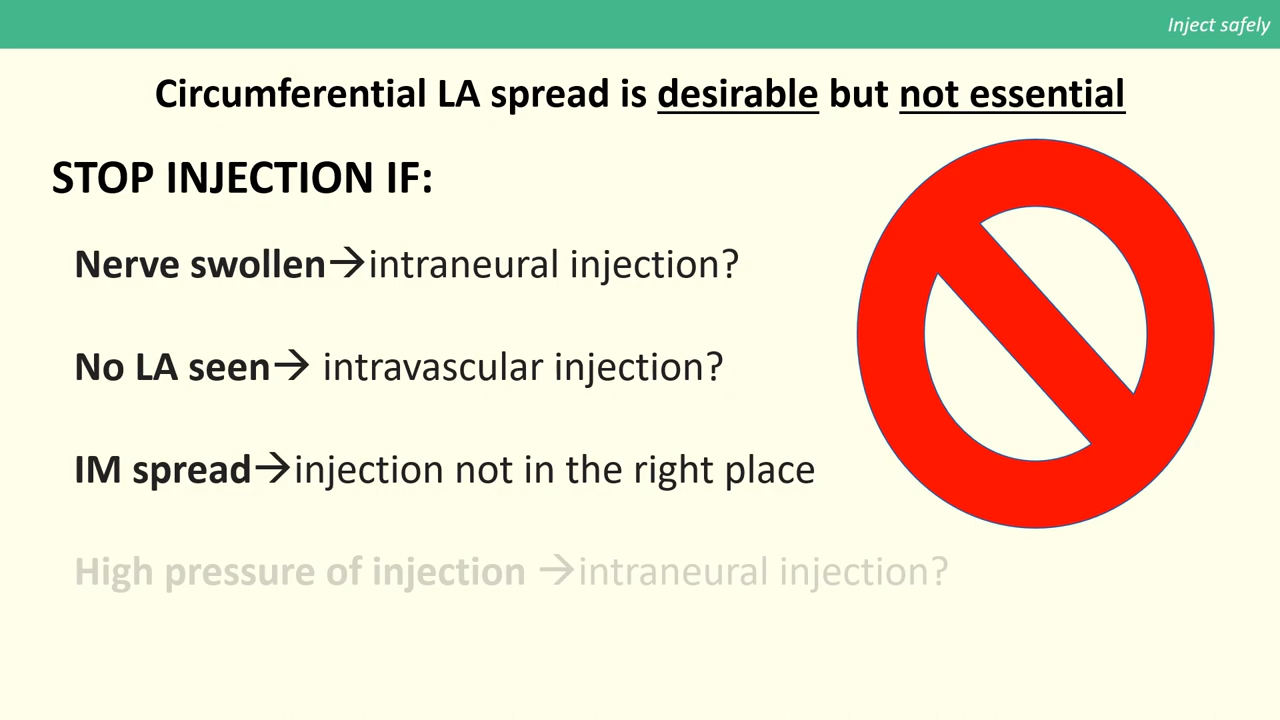 Inject safely
Circumferential LA spread is desirable but not essential
STOP INJECTION IF:
Nerve swollen→intraneural injection?
No LA seen→ intravascular injection?
IM spread→injection not in the right place
High pressure of injection →intraneural injection?